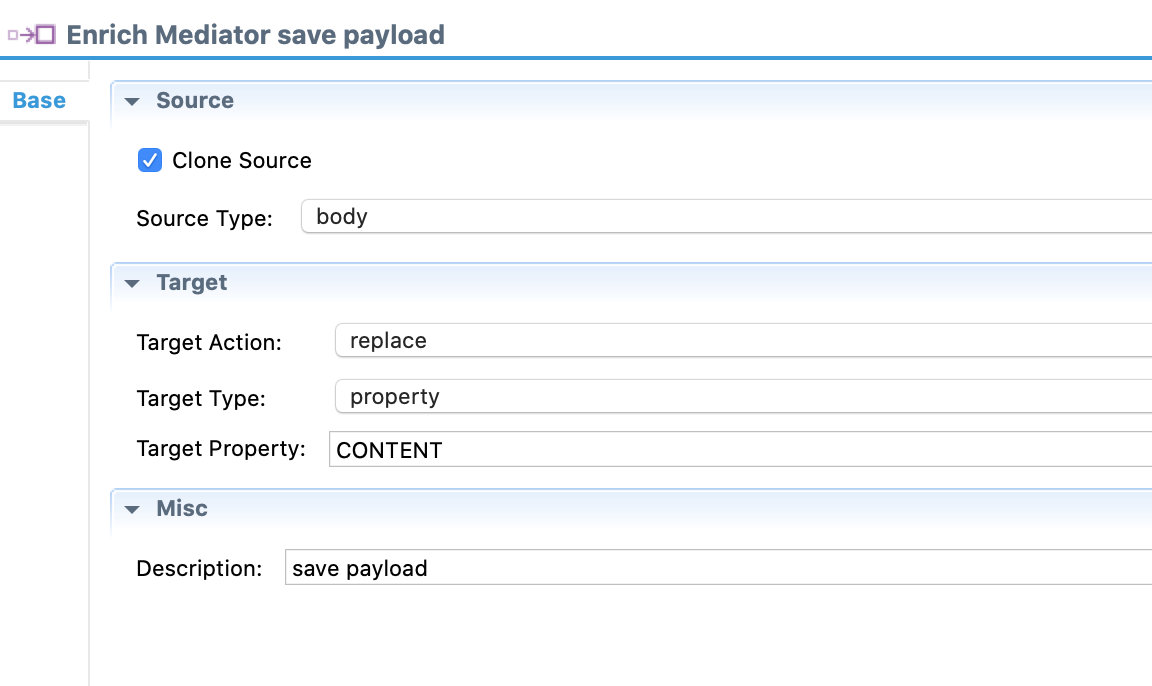 Enrich Mediator save payload
Base
Source
Clone Source
Source Type: body
Target
Target Action: replace
Target Type: property
Target Property: CONTENT
Misc
Description: save payload